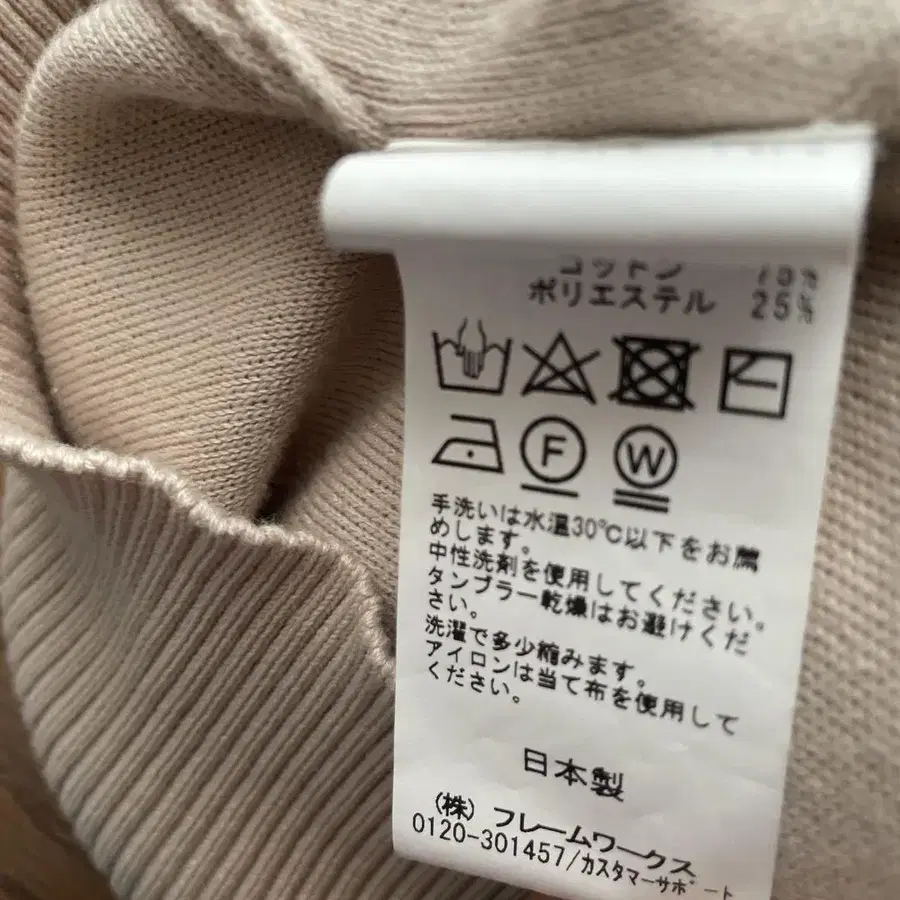 コットン 75%
ポリエステル 25%
F
W
手洗いは水温30℃以下をお薦
めします。
中性洗剤を使用してください。
タンブラー乾燥はお避けくだ
さい。
洗濯で多少縮みます。
アイロンは当て布を使用して
ください。
日本製
(株) フレームワークス
0120-301457/カスタマーサポート